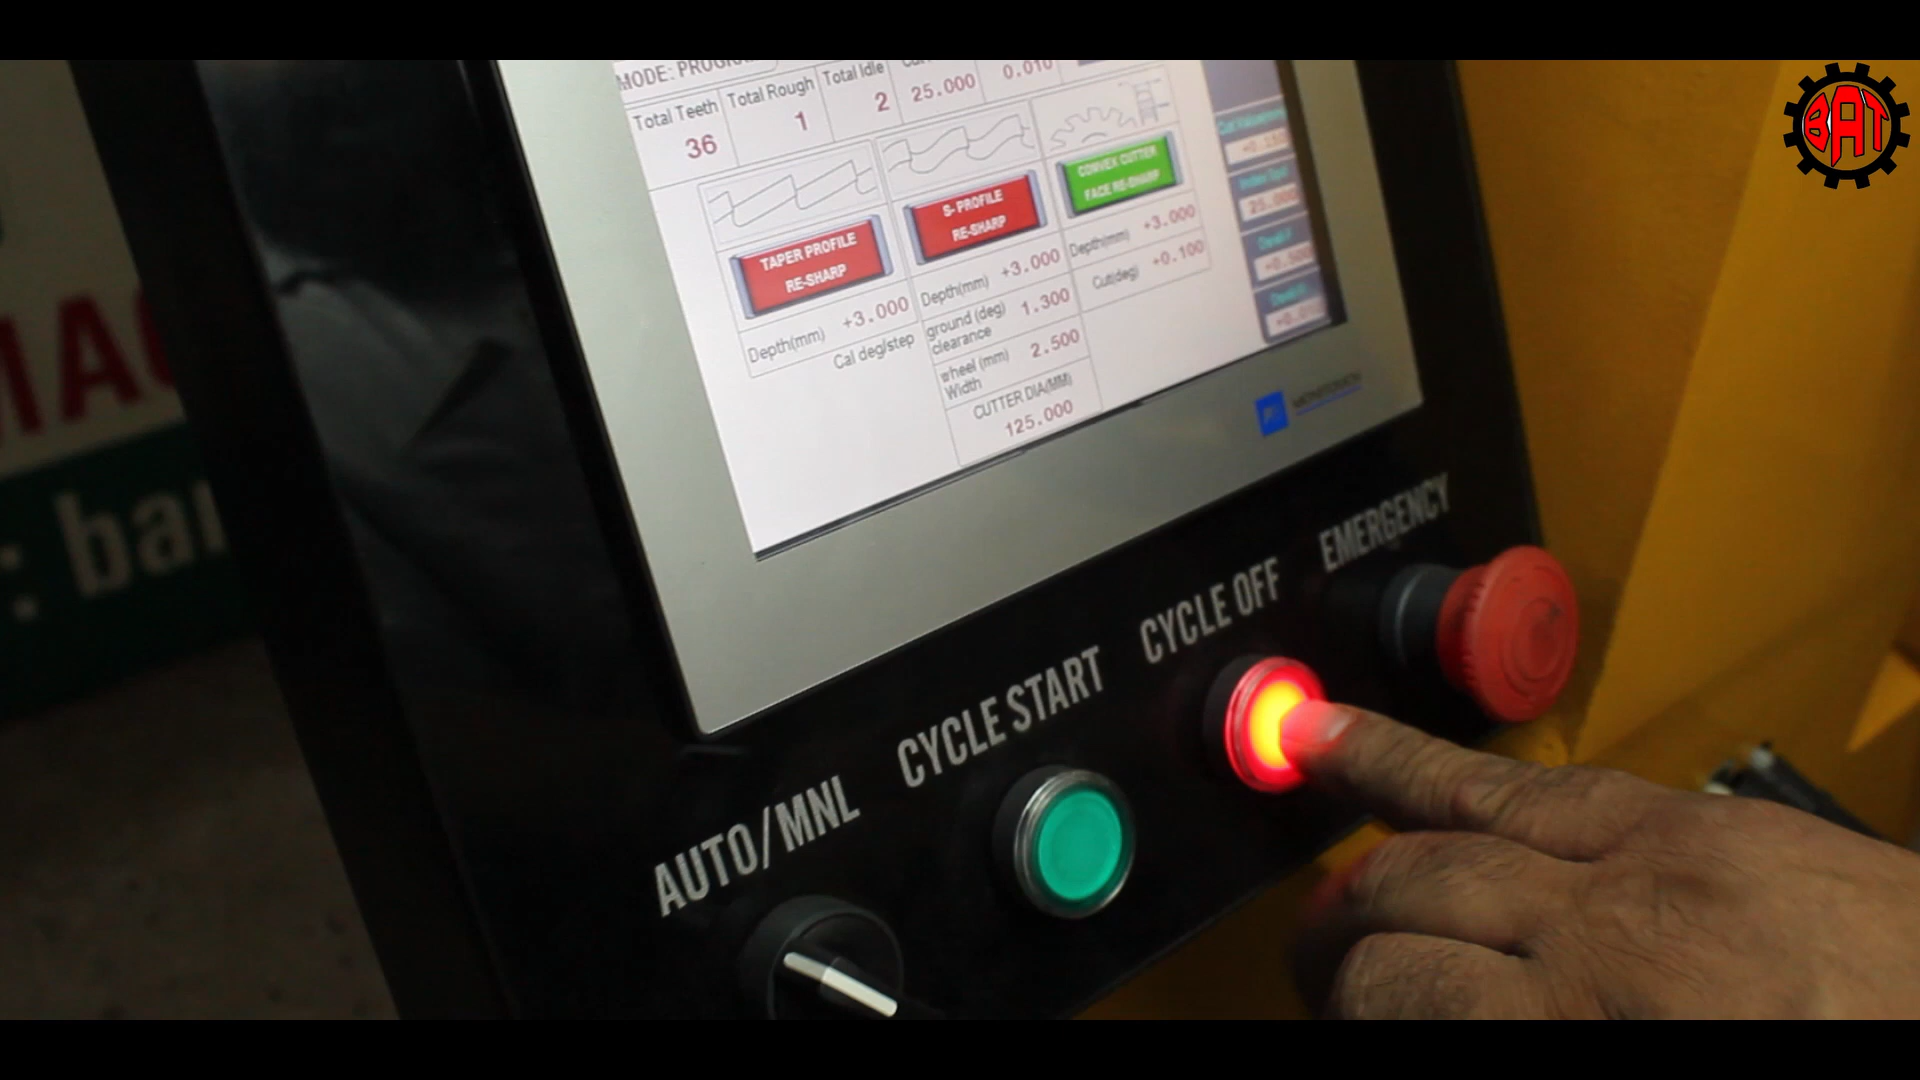 BAT
MODE: PROGRA
Total Teeth
36
Total Rough
1
Total Idle
2
25.000
0.010
TAPER PROFILE
RE-SHARP
Depth(mm) +3.000
Cal deg/step
S- PROFILE
RE-SHARP
Depth(mm) +3.000
ground (deg) 1.300
clearance
wheel (mm) 2.500
Width
CUTTER DIA(MM)
125.000
CONVEX CUTTER
FACE RE-SHARP
Depth(mm) +3.000
Cut(deg) +0.100
MA
: bar
AUTO/MNL
CYCLE START
CYCLE OFF
EMERGENCY